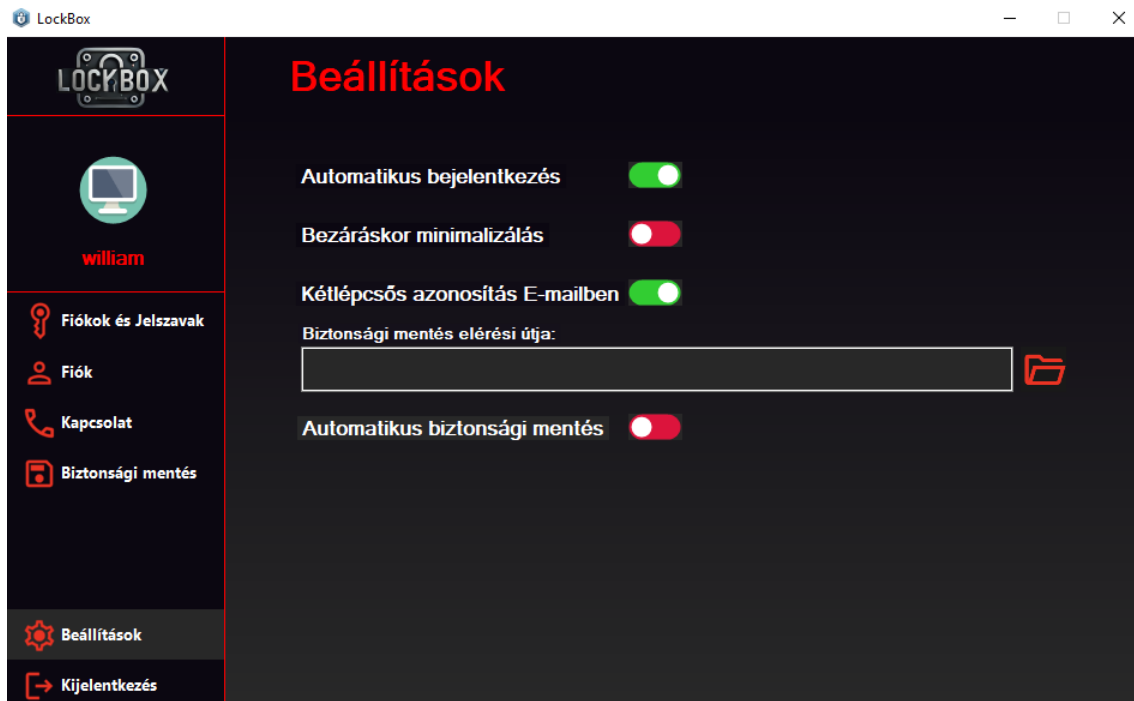 LockBox
LOCKBOX
william
Fiókok és Jelszavak
Fiók
Kapcsolat
Biztonsági mentés
Beállítások
Kijelentkezés
Beállítások
Automatikus bejelentkezés
Bezáráskor minimalizálás
Kétlépcsős azonosítás E-mailben
Biztonsági mentés elérési útja:
Automatikus biztonsági mentés